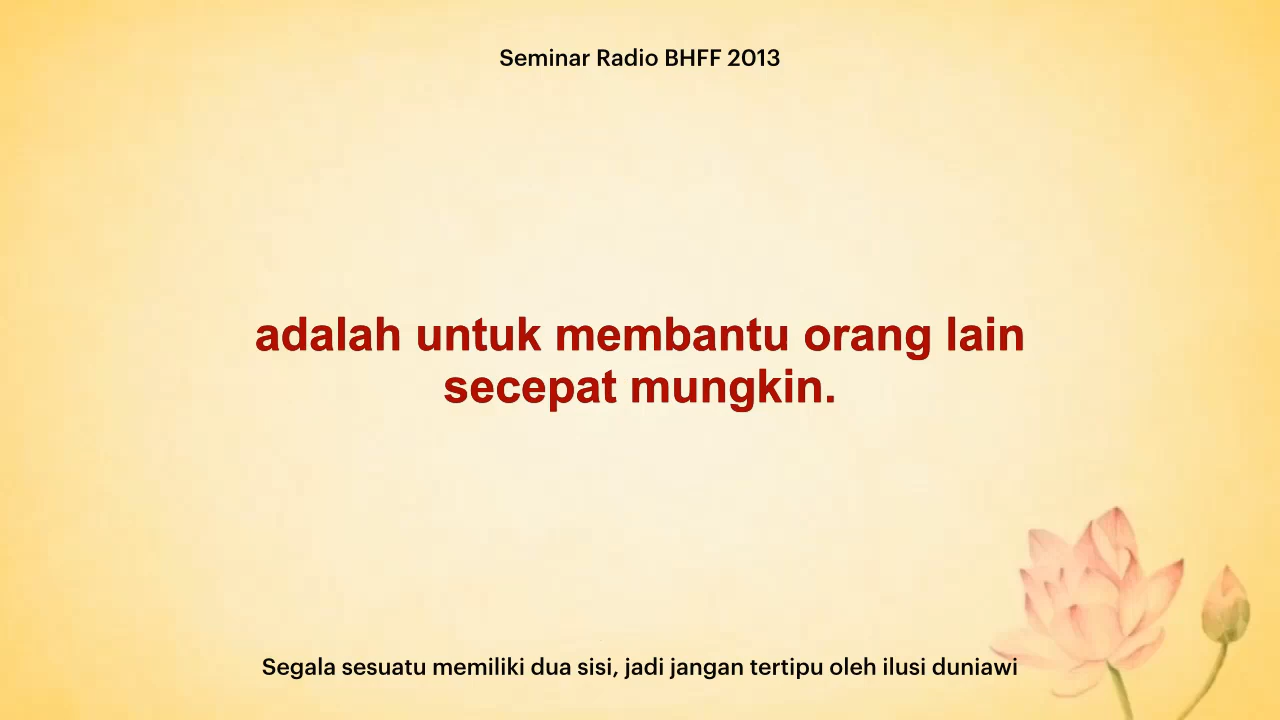 Seminar Radio BHFF 2013
adalah untuk membantu orang lain
secepat mungkin.
Segala sesuatu memiliki dua sisi, jadi jangan tertipu oleh ilusi duniawi